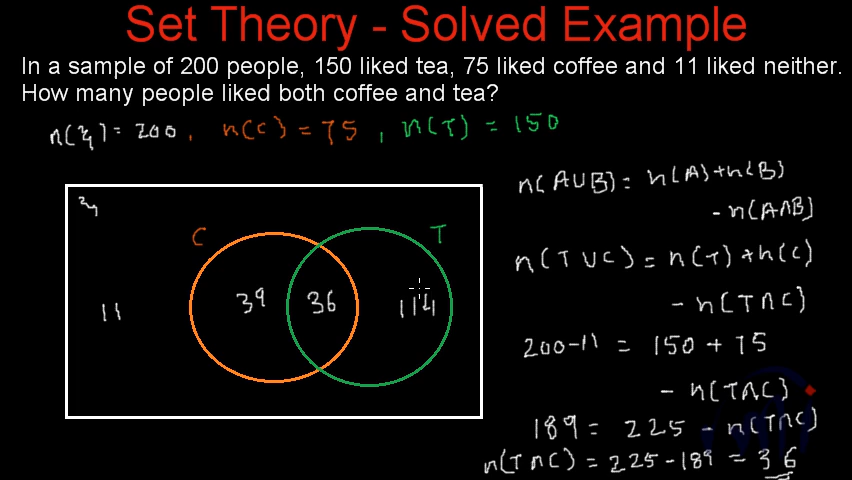 Set Theory - Solved Example
In a sample of 200 people, 150 liked tea, 75 liked coffee and 11 liked neither.
How many people liked both coffee and tea?
n(ξ) = 200, n(C) = 75, n(T) = 150
n(A∪B) = n(A)+n(B)
- n(A∩B)
n(T∪C) = n(T)+n(C)
- n(T∩C)
200-11 = 150 + 75
- n(T∩C)
189 = 225 - n(T∩C)
n(T∩C) = 225-189 = 36
ξ
C T
11 39 36 114